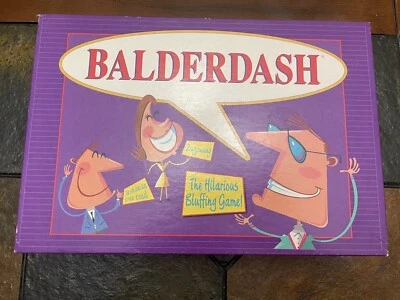 BALDERDASH
The Hilarious
Bluffing Game!